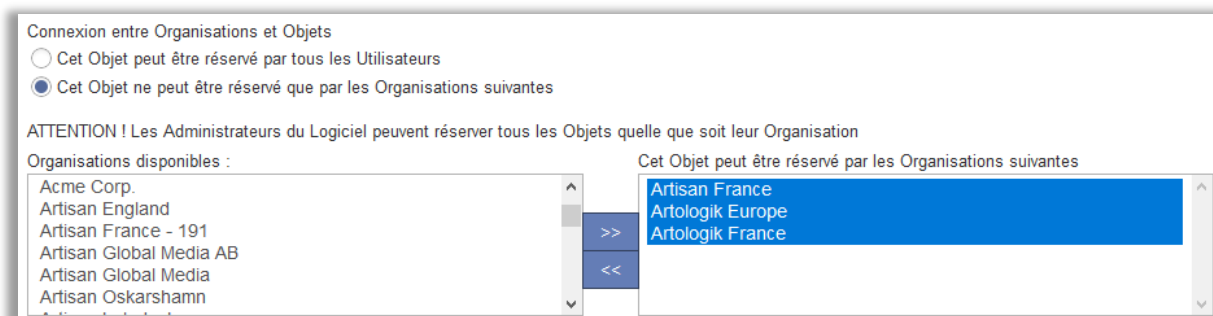 Connexion entre Organisations et Objets
Cet Objet peut être réservé par tous les Utilisateurs
Cet Objet ne peut être réservé que par les Organisations suivantes
ATTENTION ! Les Administrateurs du Logiciel peuvent réserver tous les Objets quelle que soit leur Organisation
Organisations disponibles :
Acme Corp.
Artisan England
Artisan France - 191
Artisan Global Media AB
Artisan Global Media
Artisan Oskarshamn
>>
<<
Cet Objet peut être réservé par les Organisations suivantes
Artisan France
Artologik Europe
Artologik France